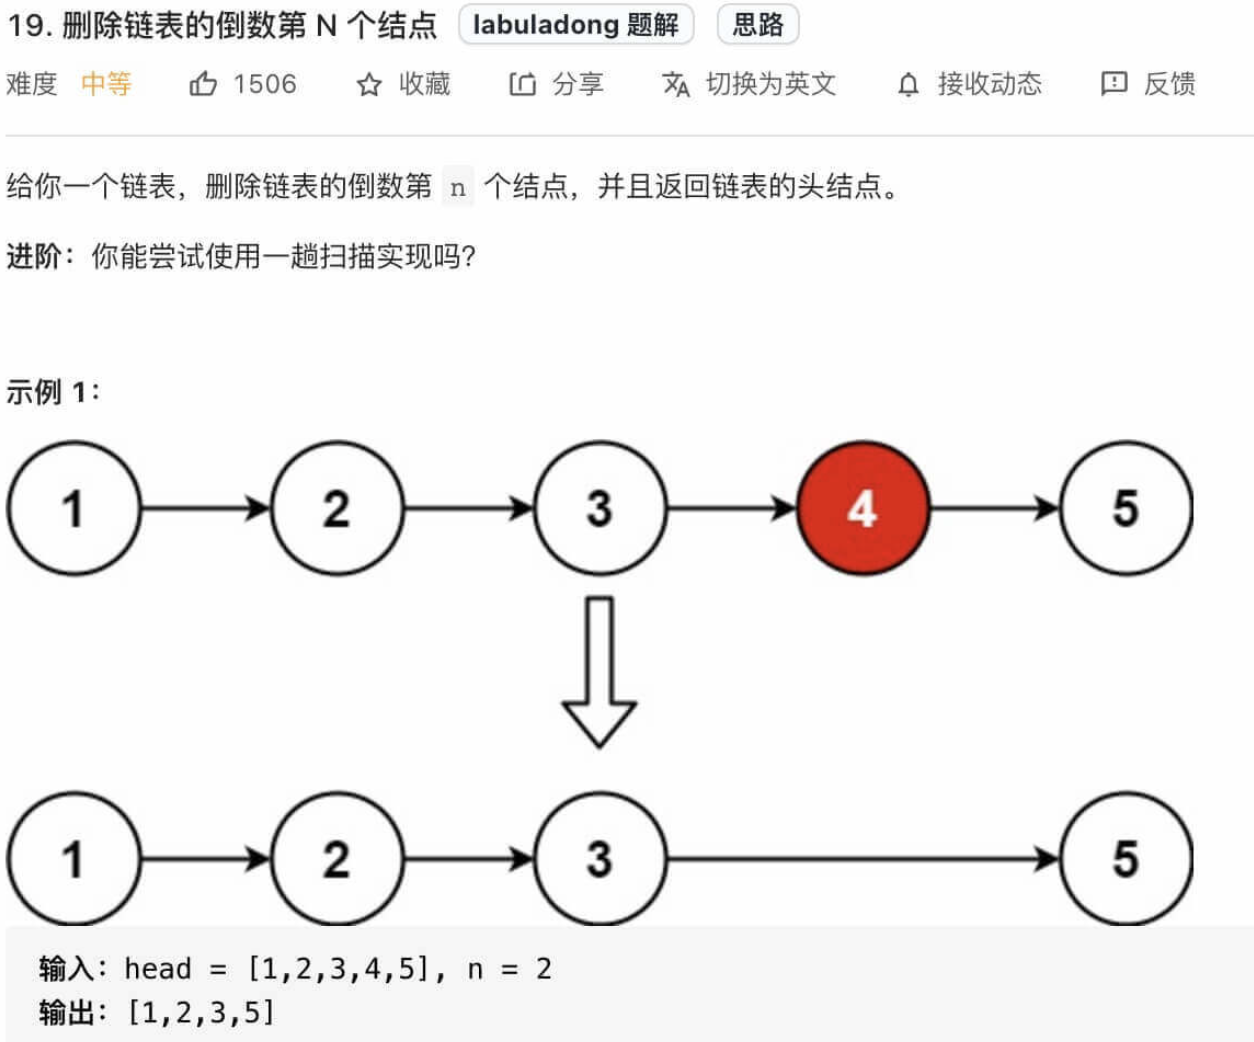 19. 删除链表的倒数第 N 个结点 labuladong 题解 思路
难度 中等 1506 收藏 分享 切换为英文 接收动态 反馈
给你一个链表，删除链表的倒数第 n 个结点，并且返回链表的头结点。
进阶：你能尝试使用一趟扫描实现吗？
示例 1：
1 2 3 4 5
1 2 3 5
输入：head = [1,2,3,4,5], n = 2
输出：[1,2,3,5]